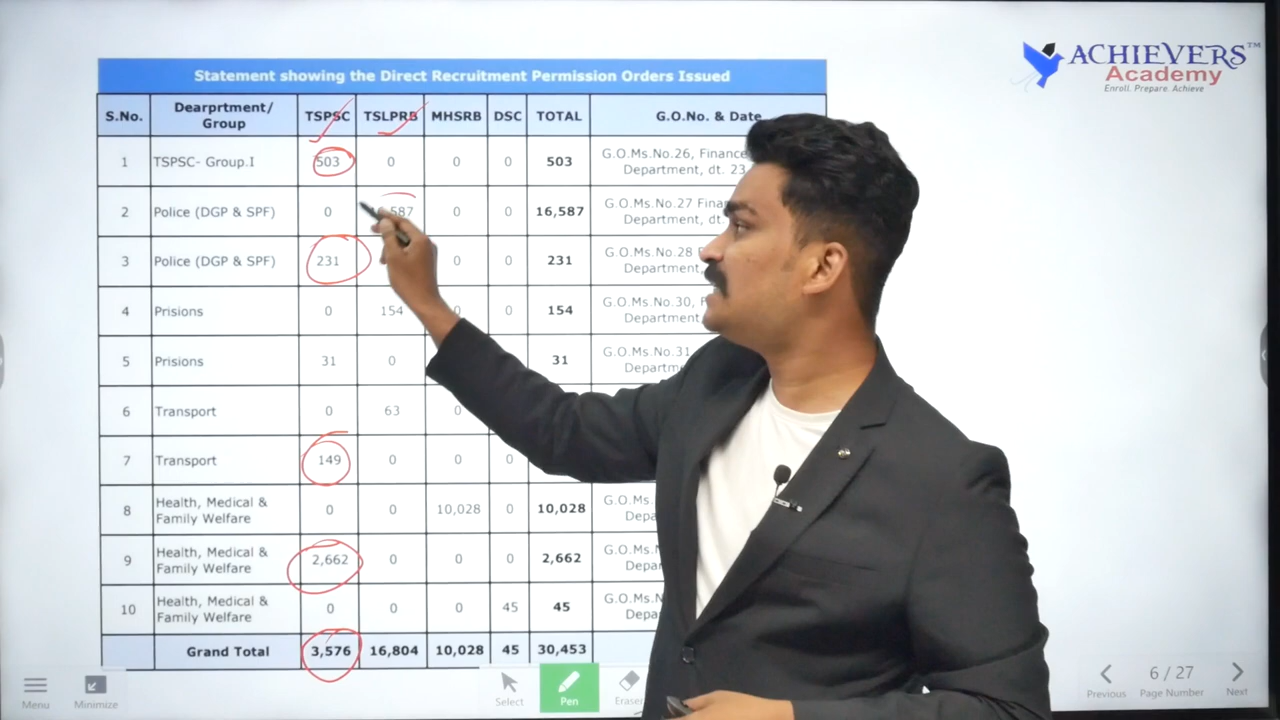 ACHIEVERS™
Academy
Enroll. Prepare. Achieve
Statement showing the Direct Recruitment Permission Orders Issued
S.No. Dearprtment/ Group TSPSC TSLPRB MHSRB DSC TOTAL G.O.No. & Date
1 TSPSC- Group.I 503 0 0 0 503 G.O.Ms.No.26, Finance
Department, dt. 23
2 Police (DGP & SPF) 0 587 0 0 16,587 G.O.Ms.No.27
Department, dt.
3 Police (DGP & SPF) 231 0 0 231 G.O.Ms.No.28
Department,
4 Prisions 0 154 0 0 154 G.O.Ms.No.30,
Department,
5 Prisions 31 0 0 31 G.O.Ms.No.31
6 Transport 0 63 0
7 Transport 149 0 0 0
8 Health, Medical & Family Welfare 0 0 10,028 0 10,028 G.O.Ms.
9 Health, Medical & Family Welfare 2,662 0 0 0 2,662
10 Health, Medical & Family Welfare 0 0 0 45 45
Grand Total 3,576 16,804 10,028 45 30,453
Menu Minimize Select Pen Eraser Previous 6 / 27 Page Number Next